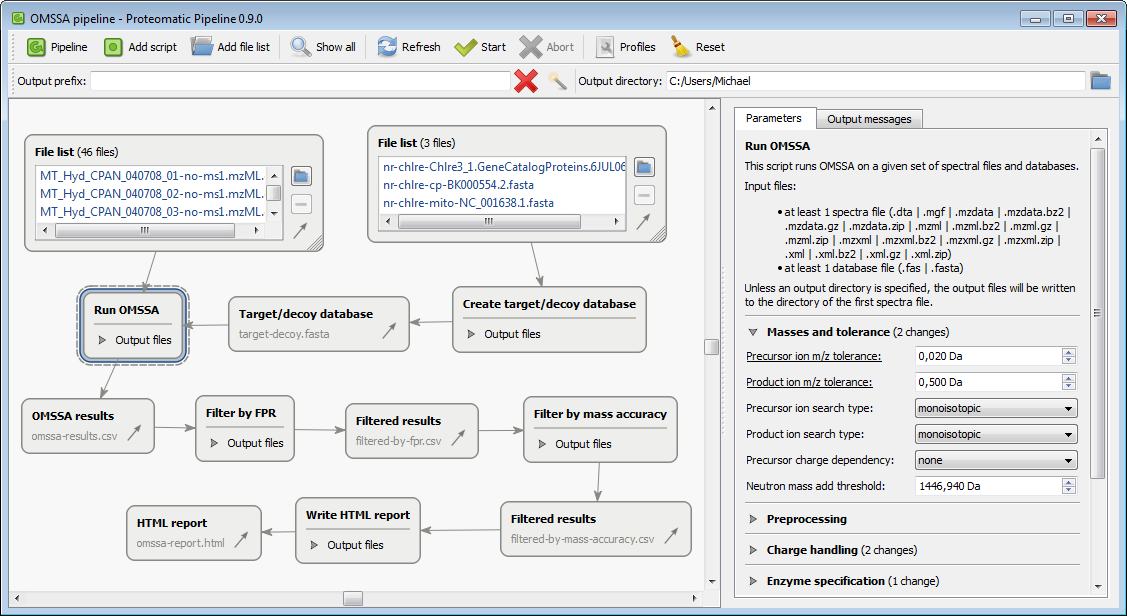 OMSSA pipeline - Proteomatic Pipeline 0.9.0
Pipeline Add script Add file list Show all Refresh Start Abort Profiles Reset
Output prefix: Output directory: C:/Users/Michael
File list (46 files)
MT_Hyd_CPAN_040708_01-no-ms1.mzML.
MT_Hyd_CPAN_040708_02-no-ms1.mzML.
MT_Hyd_CPAN_040708_03-no-ms1.mzML.
File list (3 files)
nr-chlre-Chlre3_1.GeneCatalogProteins.6JUL06
nr-chlre-cp-BK000554.2.fasta
nr-chlre-mito-NC_001638.1.fasta
Run OMSSA
Output files
Target/decoy database
target-decoy.fasta
Create target/decoy database
Output files
OMSSA results
omssa-results.csv
Filter by FPR
Output files
Filtered results
filtered-by-fpr.csv
Filter by mass accuracy
Output files
HTML report
omssa-report.html
Write HTML report
Output files
Filtered results
filtered-by-mass-accuracy.csv
Parameters Output messages
Run OMSSA
This script runs OMSSA on a given set of spectral files and databases.
Input files:
• at least 1 spectra file (.dta | .mgf | .mzdata | .mzdata.bz2 |
.mzdata.gz | .mzdata.zip | .mzml | .mzml.bz2 | .mzml.gz |
.mzml.zip | .mzxml | .mzxml.bz2 | .mzxml.gz | .mzxml.zip |
.xml | .xml.bz2 | .xml.gz | .xml.zip)
• at least 1 database file (.fas | .fasta)
Unless an output directory is specified, the output files will be written
to the directory of the first spectra file.
Masses and tolerance (2 changes)
Precursor ion m/z tolerance: 0,020 Da
Product ion m/z tolerance: 0,500 Da
Precursor ion search type: monoisotopic
Product ion search type: monoisotopic
Precursor charge dependency: none
Neutron mass add threshold: 1446,940 Da
Preprocessing
Charge handling (2 changes)
Enzyme specification (1 change)